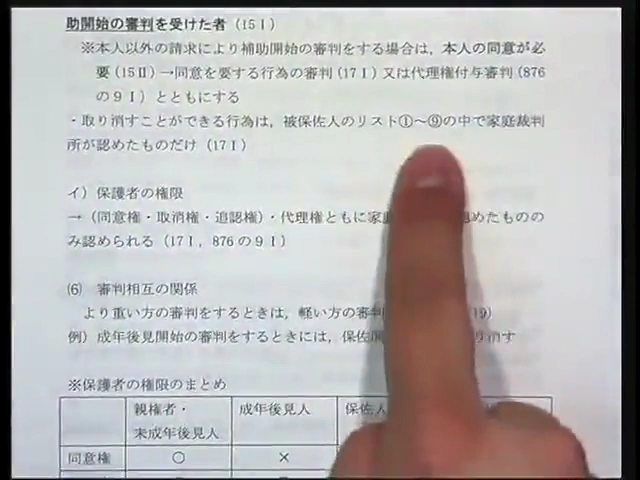 助開始の審判を受けた者（15Ⅰ）
※本人以外の請求により補助開始の審判をする場合は，本人の同意が必
要（15Ⅱ）→同意を要する行為の審判（17Ⅰ）又は代理権付与審判（876
の9Ⅰ）とともにする
・取り消すことができる行為は，被保佐人のリスト①～⑨の中で家庭裁判
所が認めたものだけ（17Ⅰ）
イ）保護者の権限
→（同意権・取消権・追認権）・代理権ともに家 めたものの
み認められる（17Ⅰ，876の9Ⅰ）
⑹ 審判相互の関係
より重い方の審判をするときは，軽い方の審判 19）
例）成年後見開始の審判をするときには，保佐 消す
※保護者の権限のまとめ
親権者・ 成年後見人 保佐人
未成年後見人
同意権 ○ ×